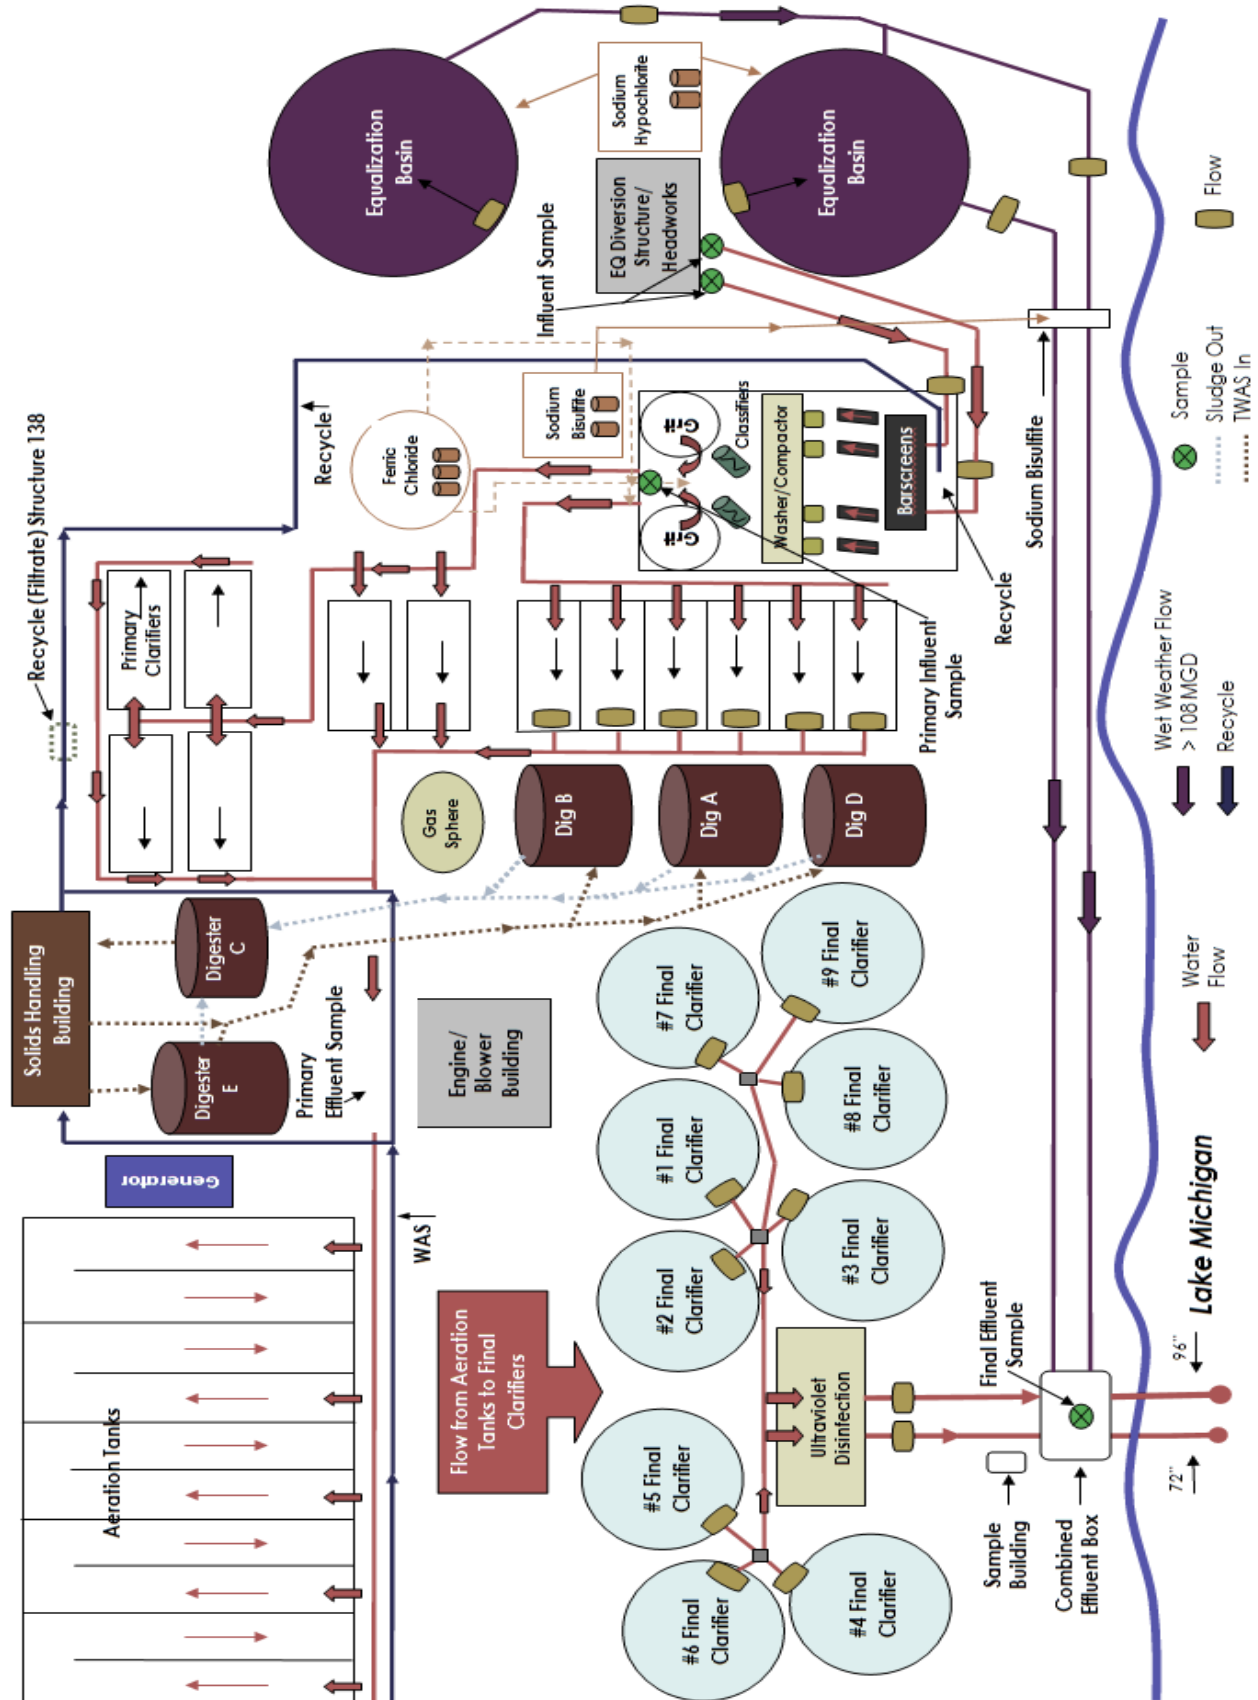 Recycle (Filtrate) Structure 138
Solids Handling
Building
Primary
Clarifiers
Recycle
Equalization
Basin
Sodium
Hypochlorite
Equalization
Basin
EQ Diversion
Structure/
Headworks
Influent Sample
Ferric
Chloride
Sodium
Bisulfite
Grit
Grit
Classifiers
Washer/Compactor
Barscreens
Recycle
Primary Influent
Sample
Sodium Bisulfite
Digester
C
Digester
E
Primary
Effluent Sample
Gas
Sphere
Dig B
Dig A
Dig D
Generator
Engine/
Blower
Building
Aeration Tanks
WAS
Flow from Aeration
Tanks to Final
Clarifiers
#7 Final
Clarifier
#9 Final
Clarifier
#1 Final
Clarifier
#8 Final
Clarifier
#2 Final
Clarifier
#3 Final
Clarifier
#5 Final
Clarifier
#6 Final
Clarifier
#4 Final
Clarifier
Ultraviolet
Disinfection
Final Effluent
Sample
Sample
Building
Combined
Effluent Box
72"
96"
Lake Michigan
Water
Flow
Wet Weather Flow
> 108 MGD
Recycle
Sample
Sludge Out
TWAS In
Flow